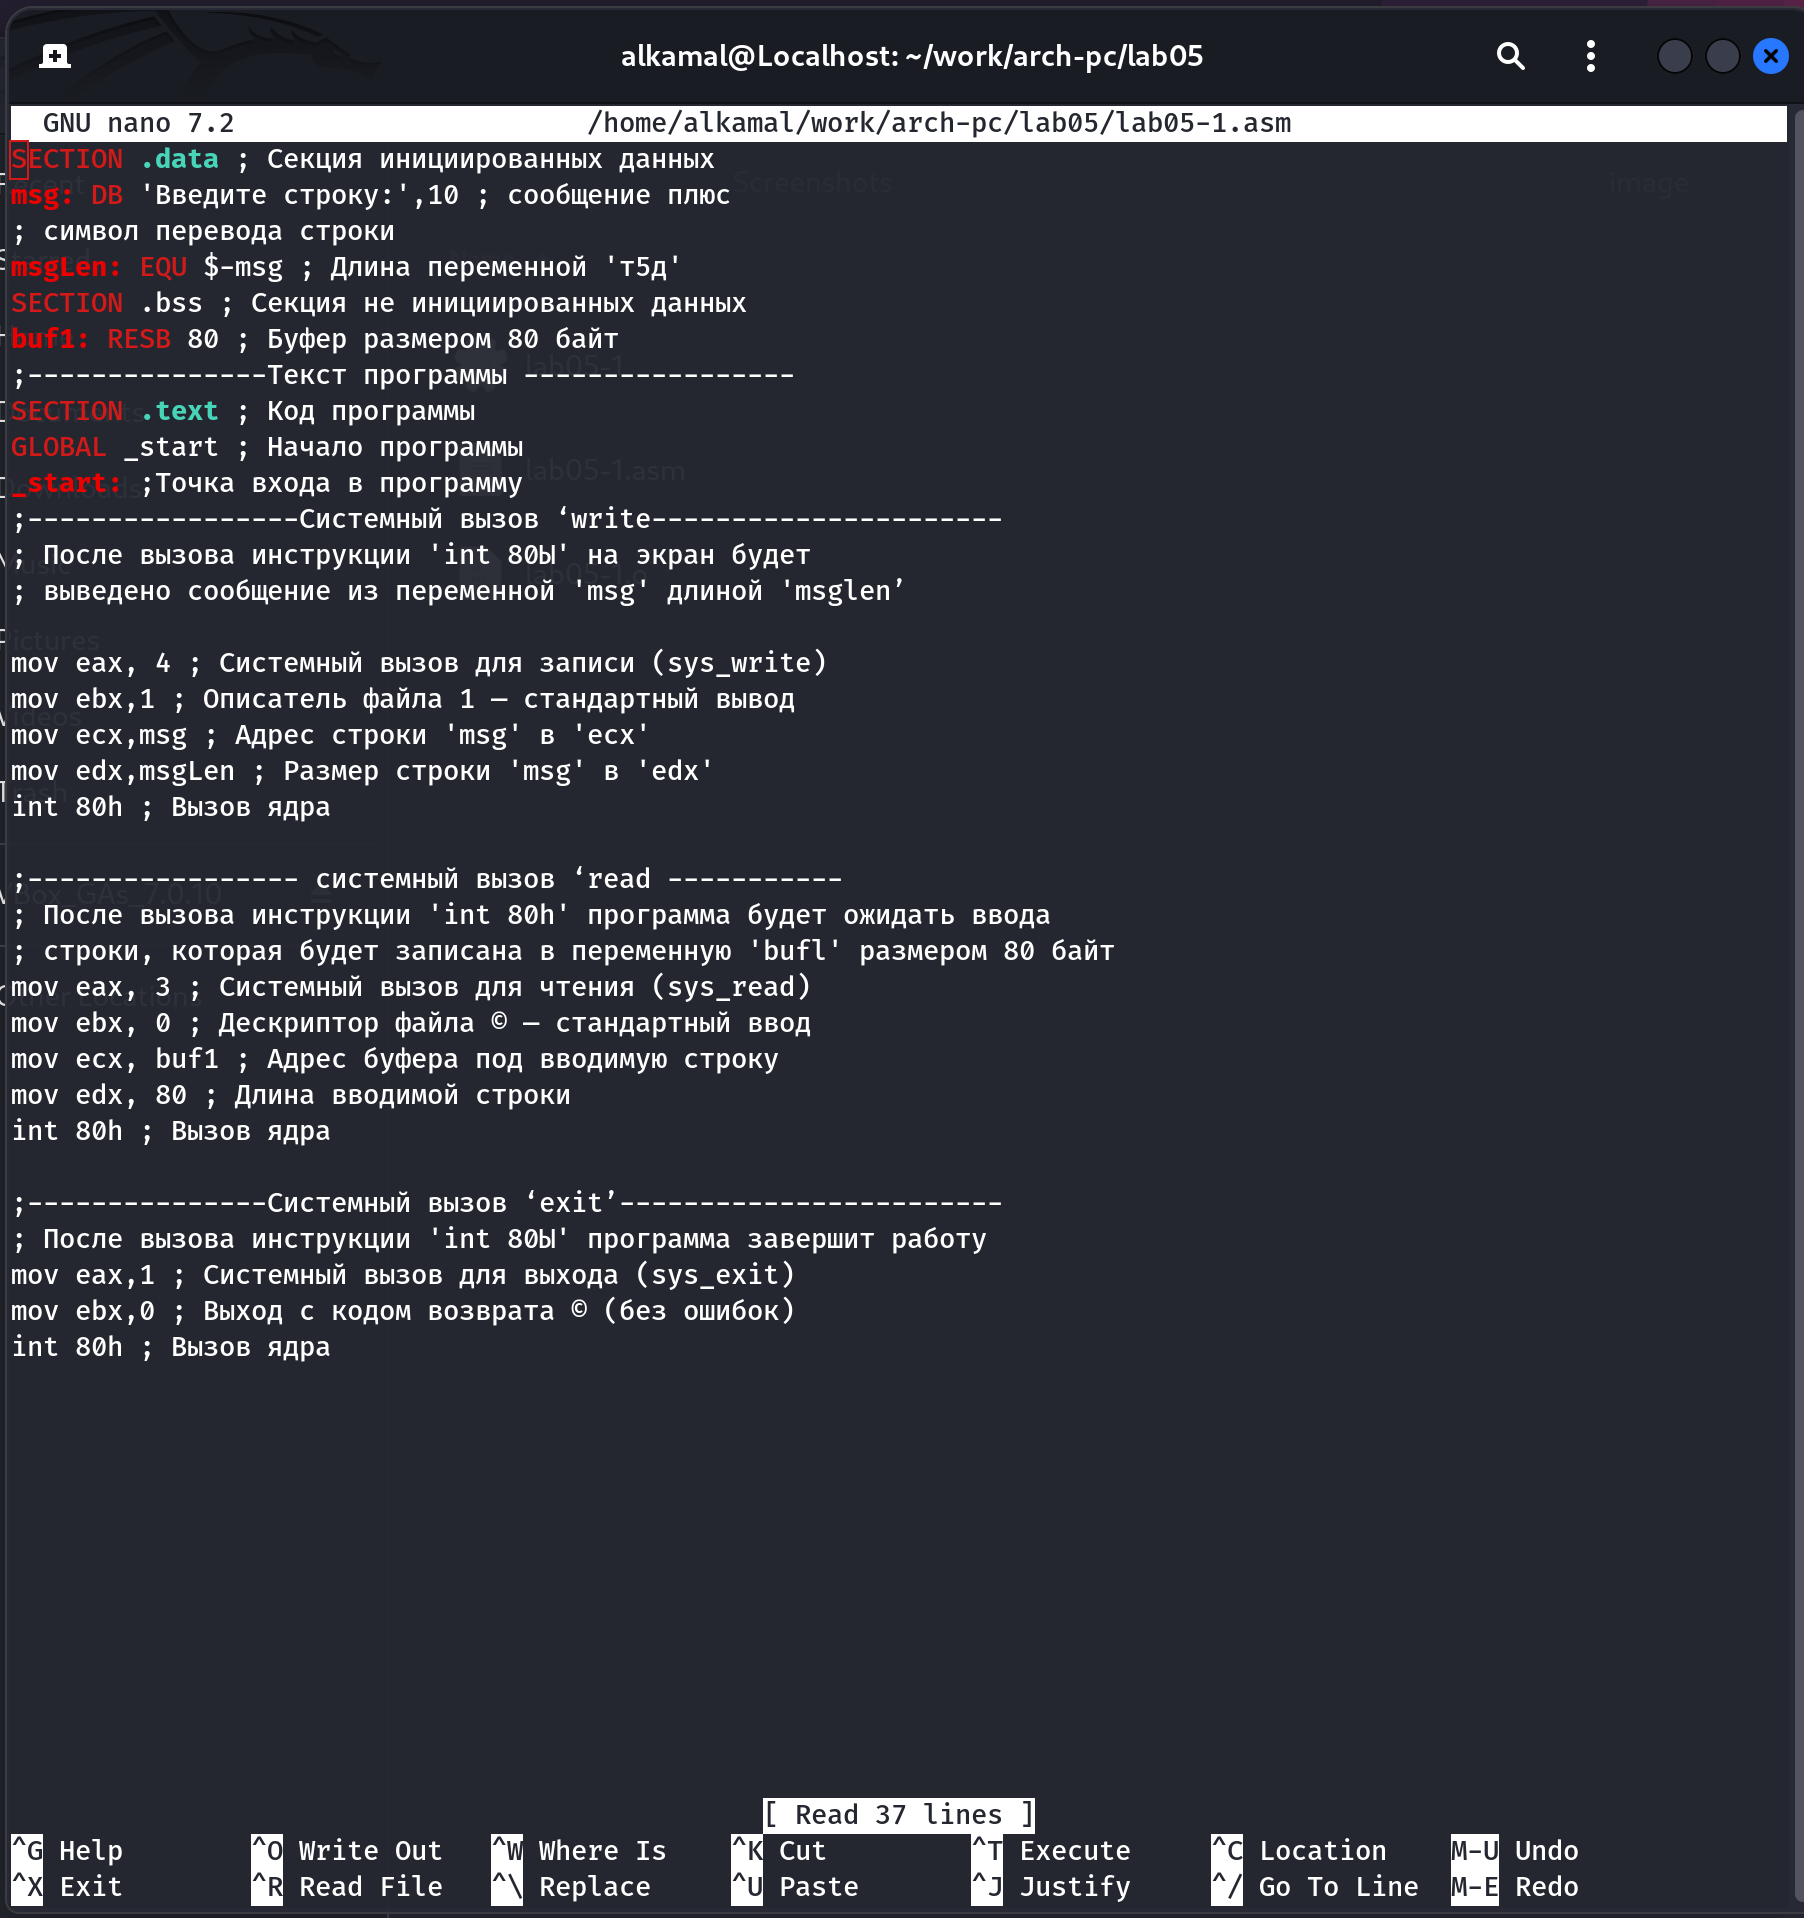 alkamal@Localhost: ~/work/arch-pc/lab05
GNU nano 7.2 /home/alkamal/work/arch-pc/lab05/lab05-1.asm
SECTION .data ; Секция инициированных данных
msg: DB 'Введите строку:',10 ; сообщение плюс
; символ перевода строки
msgLen: EQU $-msg ; Длина переменной 'т5д'
SECTION .bss ; Секция не инициированных данных
buf1: RESB 80 ; Буфер размером 80 байт
;---------------Текст программы -----------------
SECTION .text ; Код программы
GLOBAL _start ; Начало программы
_start: ;Точка входа в программу
;-----------------Системный вызов ‘write----------------------
; После вызова инструкции 'int 80Ы' на экран будет
; выведено сообщение из переменной 'msg' длиной 'msglen’
mov eax, 4 ; Системный вызов для записи (sys_write)
mov ebx,1 ; Описатель файла 1 — стандартный вывод
mov ecx,msg ; Адрес строки 'msg' в 'ecx'
mov edx,msgLen ; Размер строки 'msg' в 'edx'
int 80h ; Вызов ядра
;----------------- системный вызов ‘read -----------
; После вызова инструкции 'int 80h' программа будет ожидать ввода
; строки, которая будет записана в переменную 'bufl' размером 80 байт
mov eax, 3 ; Системный вызов для чтения (sys_read)
mov ebx, 0 ; Дескриптор файла © — стандартный ввод
mov ecx, buf1 ; Адрес буфера под вводимую строку
mov edx, 80 ; Длина вводимой строки
int 80h ; Вызов ядра
;---------------Системный вызов ‘exit’------------------------
; После вызова инструкции 'int 80Ы' программа завершит работу
mov eax,1 ; Системный вызов для выхода (sys_exit)
mov ebx,0 ; Выход с кодом возврата © (без ошибок)
int 80h ; Вызов ядра
[ Read 37 lines ]
^G Help ^O Write Out ^W Where Is ^K Cut ^T Execute ^C Location M-U Undo
^X Exit ^R Read File ^\ Replace ^U Paste ^J Justify ^/ Go To Line M-E Redo